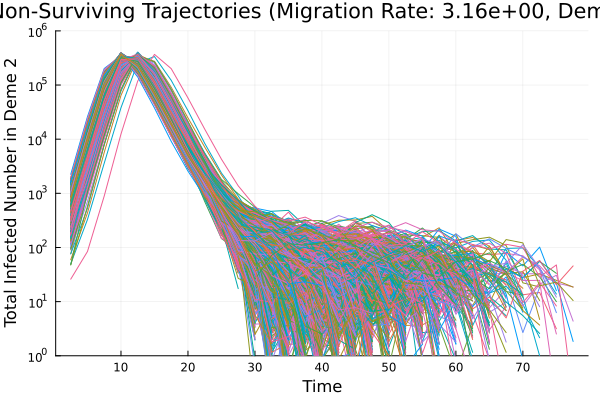 Non-Surviving Trajectories (Migration Rate: 3.16e+00, Dem
Total Infected Number in Deme 2
10⁶
10⁵
10⁴
10³
10²
10¹
10⁰
10 20 30 40 50 60 70
Time